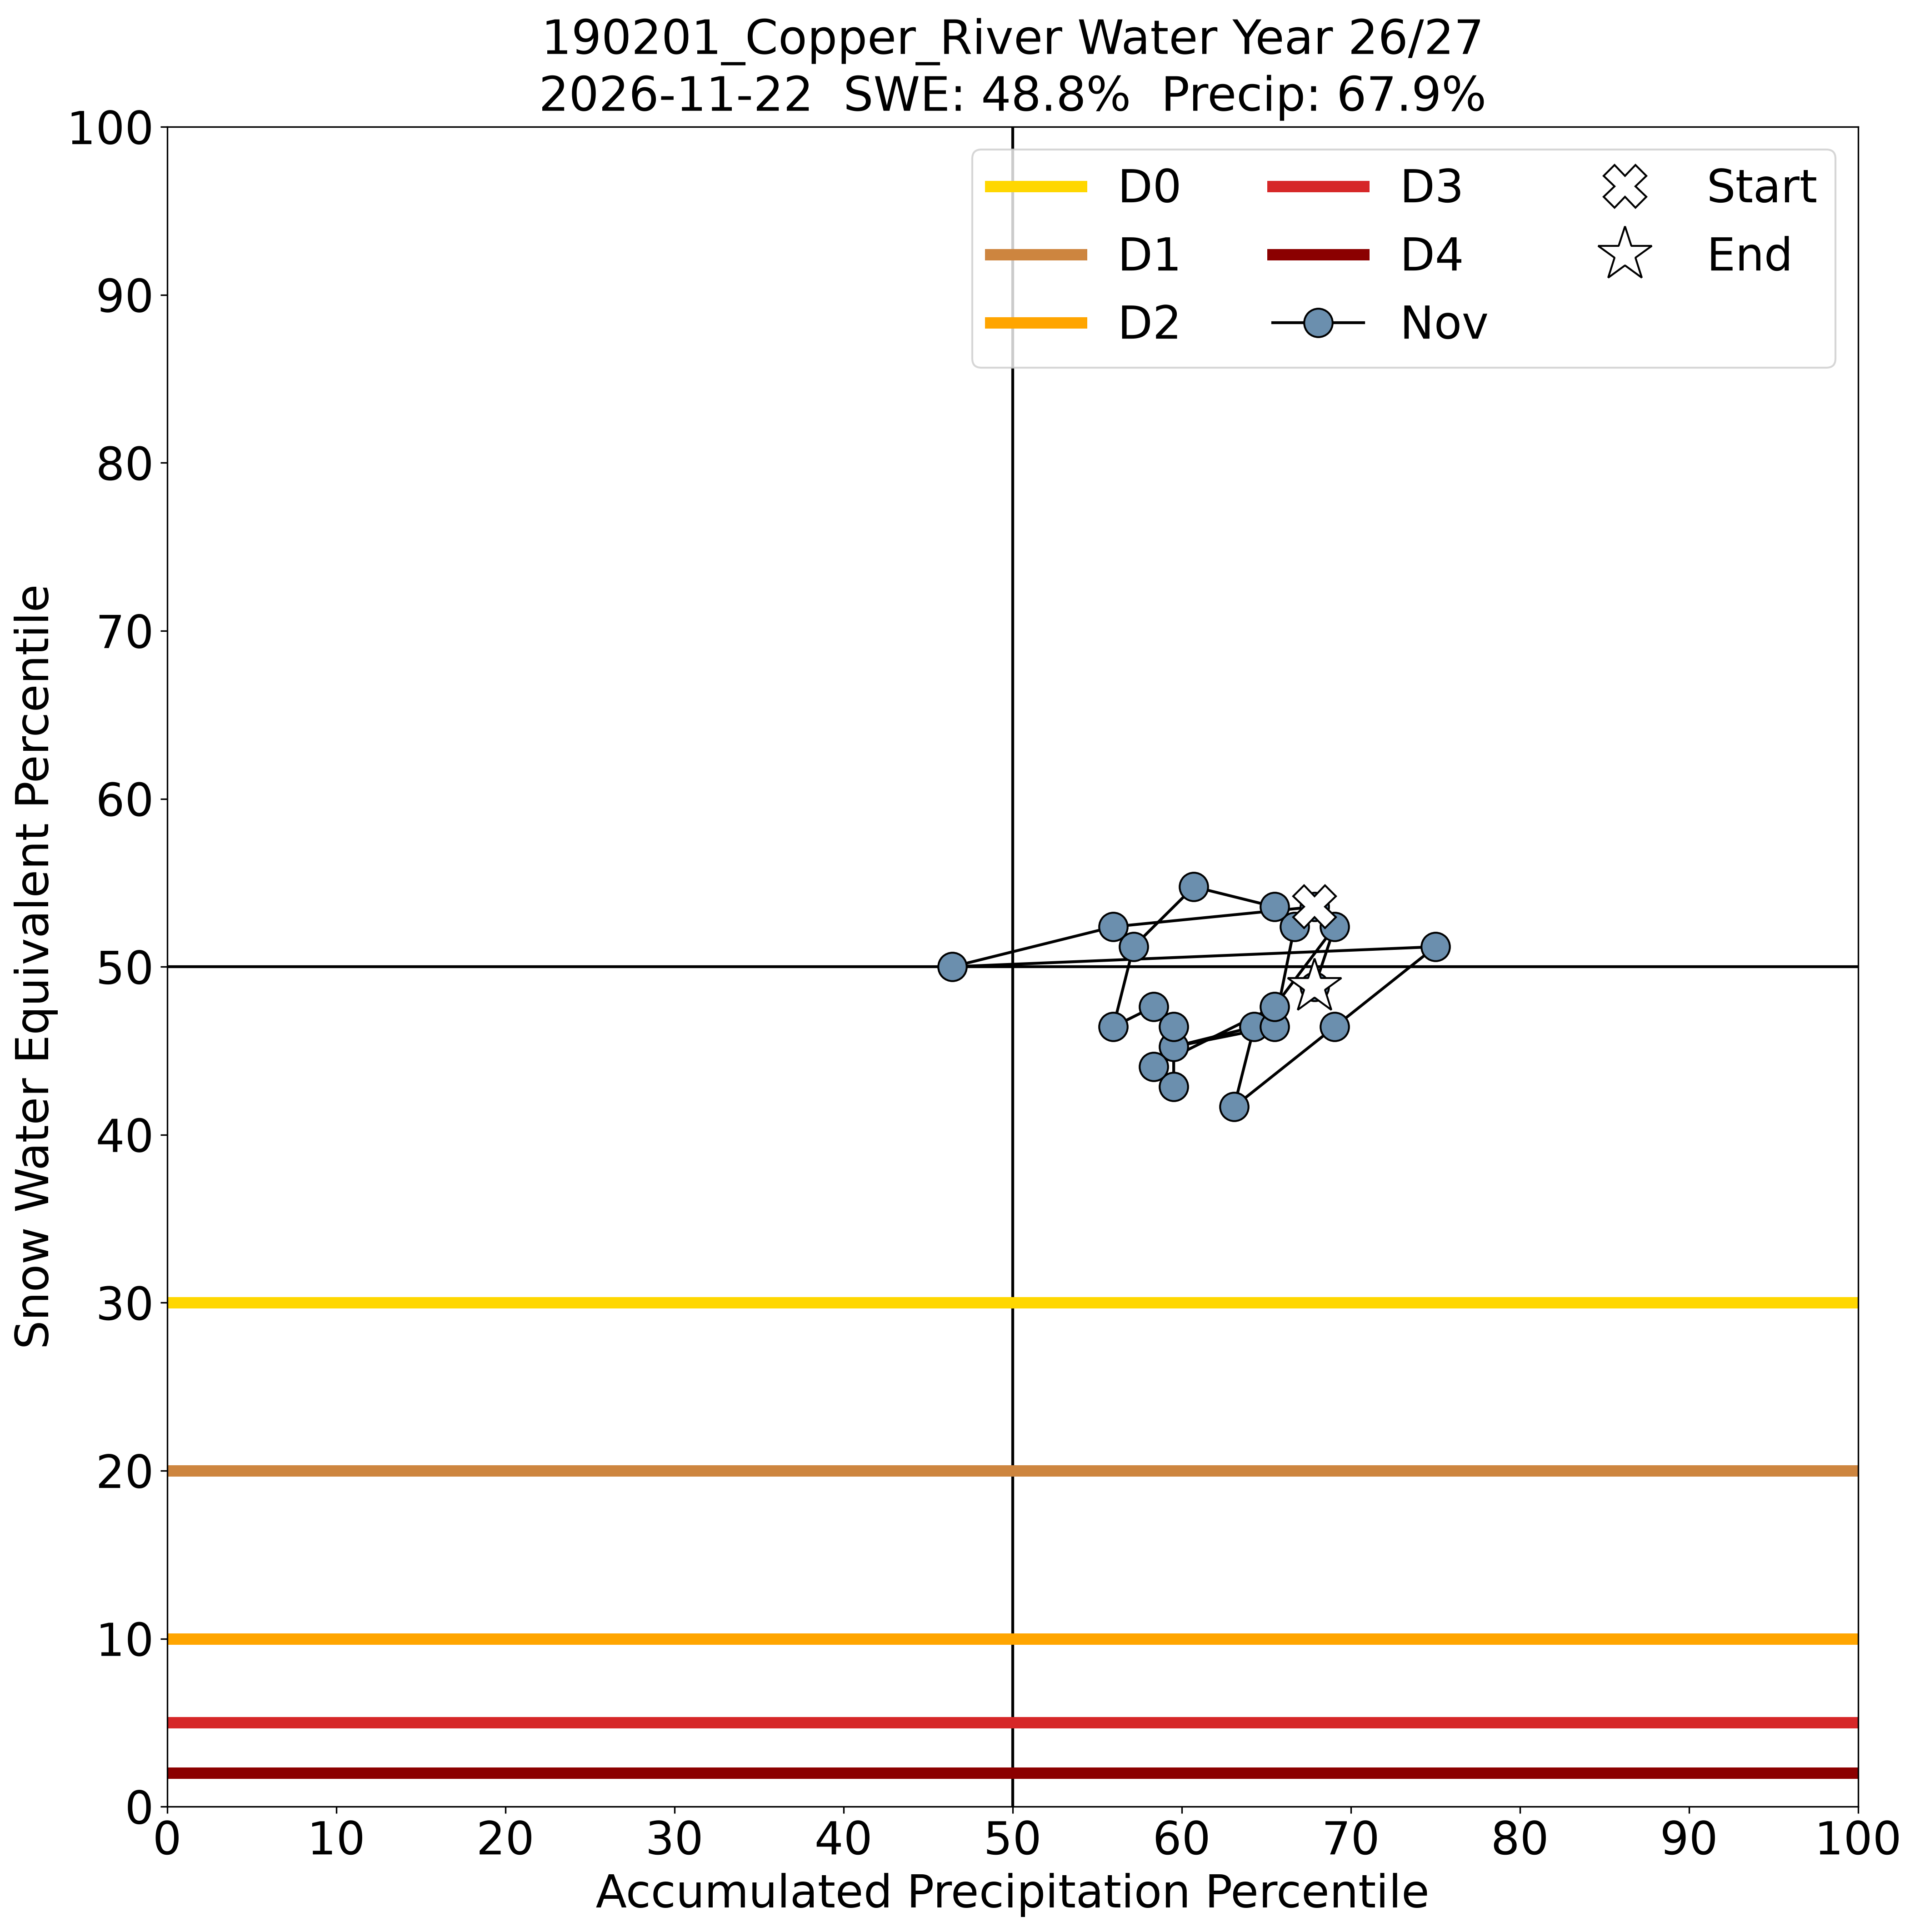 190201_Copper_River Water Year 26/27
2026-11-22 SWE: 48.8% Precip: 67.9%
D0
D1
D2
D3
D4
Nov
Start
End
Snow Water Equivalent Percentile
100
90
80
70
60
50
40
30
20
10
0
0 10 20 30 40 50 60 70 80 90 100
Accumulated Precipitation Percentile